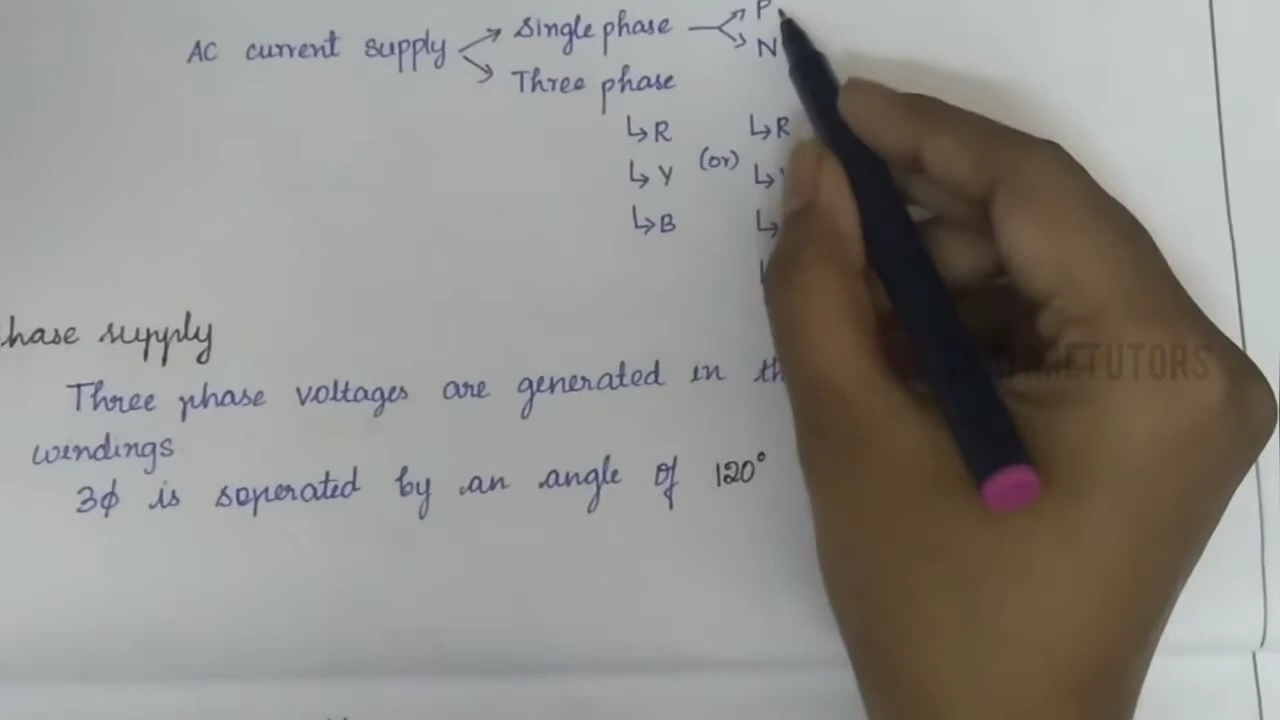 AC current supply Single phase P
N
Three phase
↳R (or) ↳R
↳Y ↳Y
↳B ↳
hase supply
Three phase voltages are generated in th
windings
3φ is seperated by an angle of 120°
TUTORS